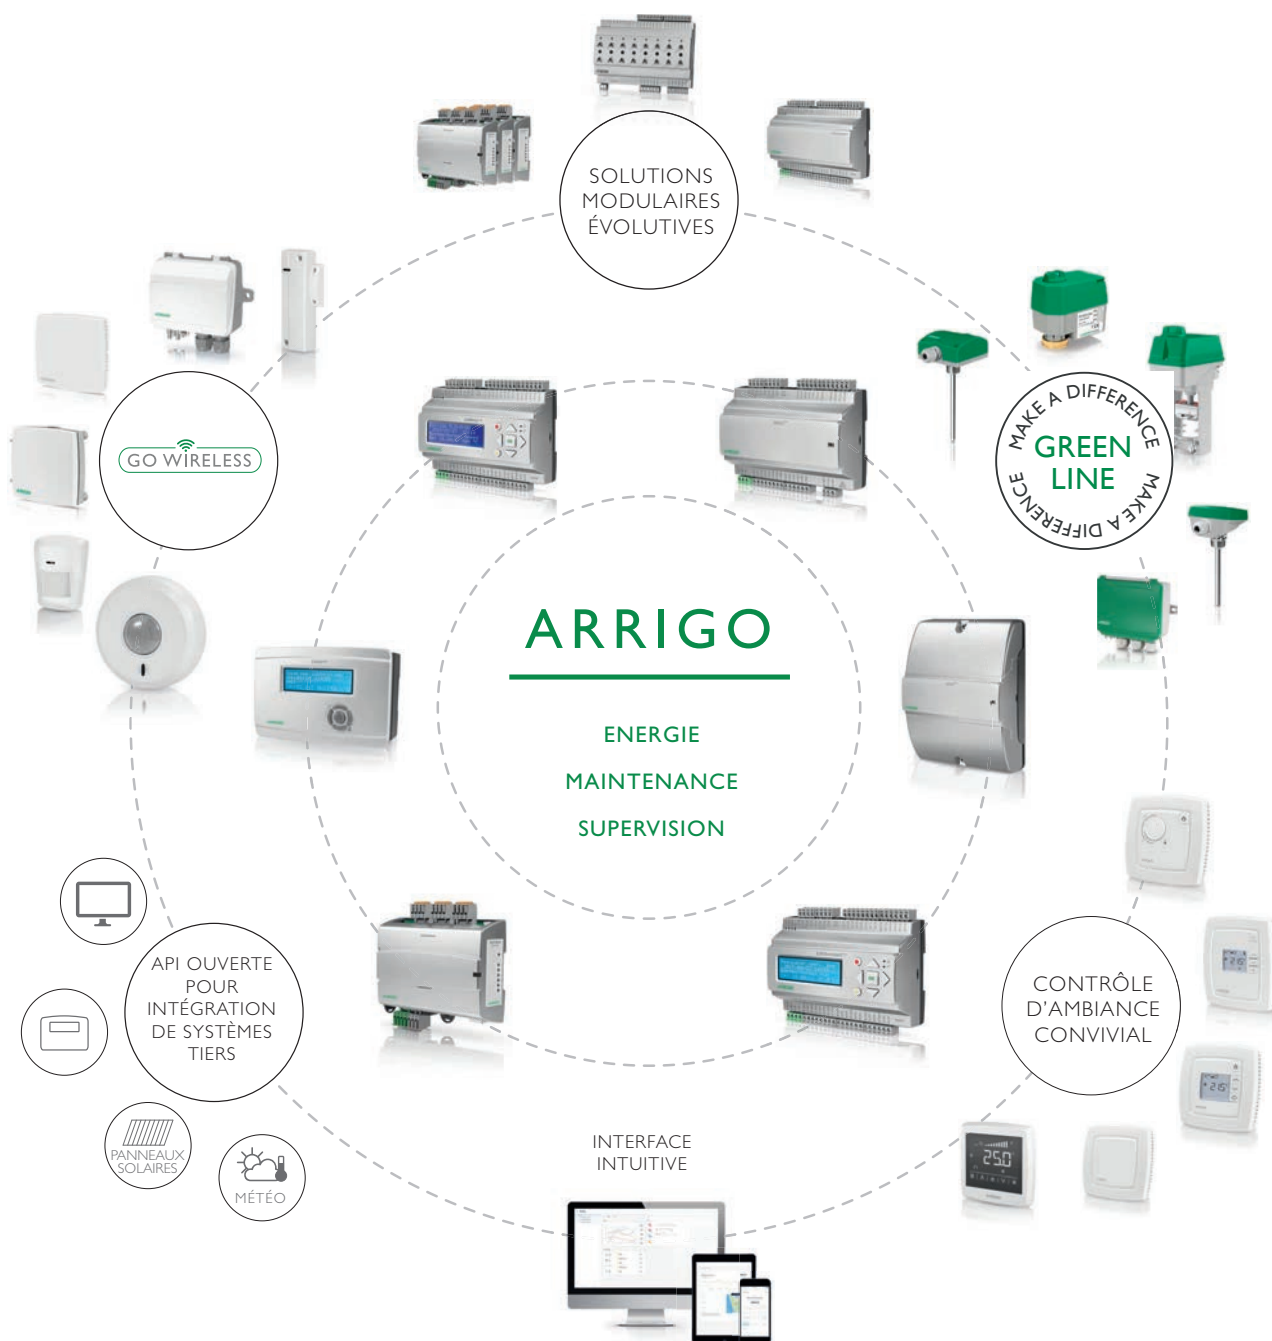 SOLUTIONS
MODULAIRES
ÉVOLUTIVES
GO WIRELESS
MAKE A DIFFERENCE
GREEN
LINE
MAKE A DIFFERENCE
ARRIGO
ENERGIE
MAINTENANCE
SUPERVISION
API OUVERTE
POUR
INTÉGRATION
DE SYSTÈMES
TIERS
PANNEAUX
SOLAIRES
MÉTÉO
CONTRÔLE
D'AMBIANCE
CONVIVIAL
25.0
INTERFACE
INTUITIVE